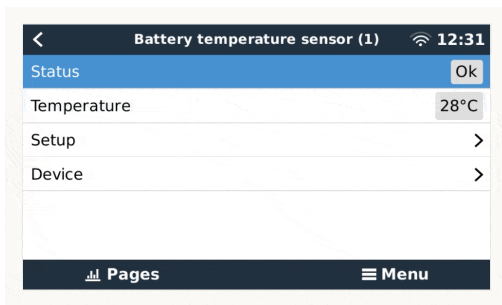 Battery temperature sensor (1) 12:31
Status Ok
Temperature 28°C
Setup
Device
Pages Menu